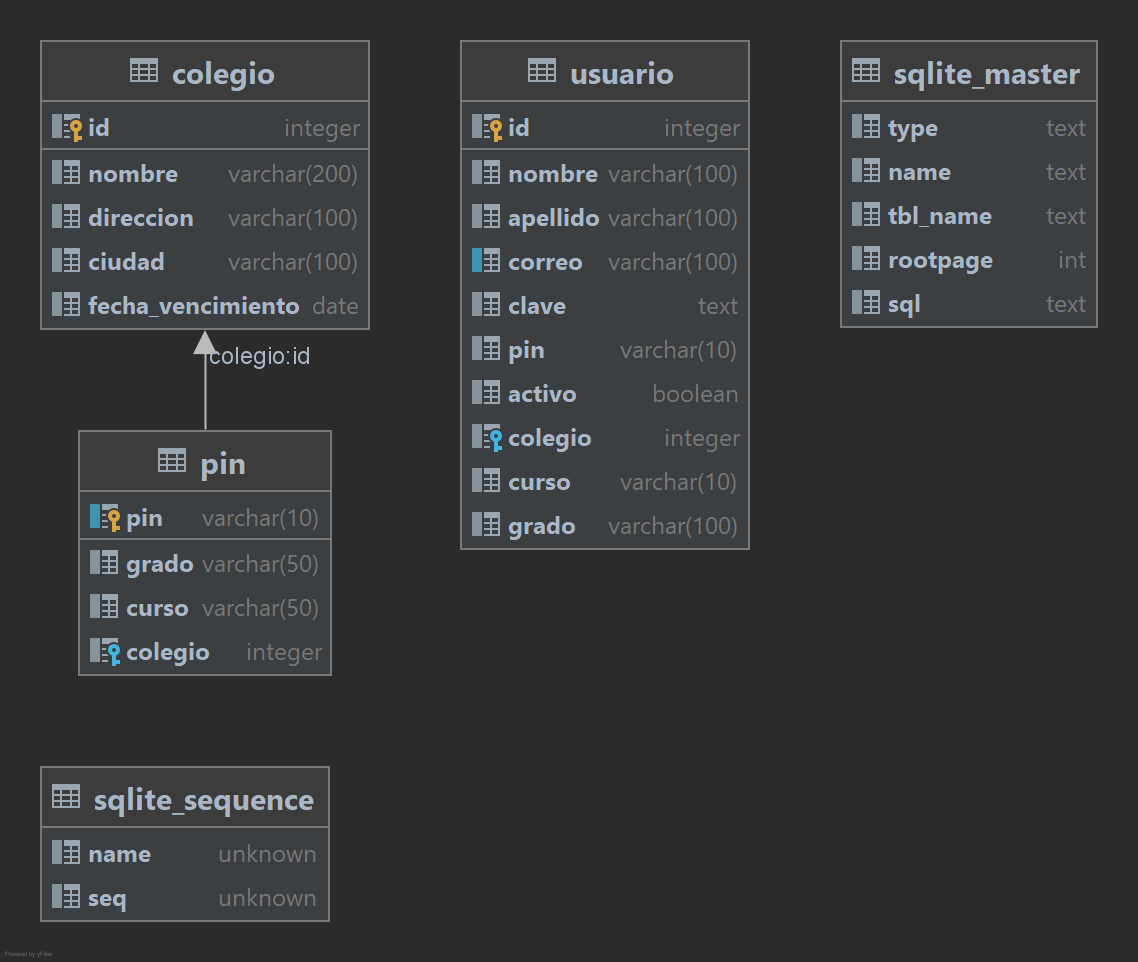 colegio
id integer
nombre varchar(200)
direccion varchar(100)
ciudad varchar(100)
fecha_vencimiento date
colegio:id
pin
pin varchar(10)
grado varchar(50)
curso varchar(50)
colegio integer
usuario
id integer
nombre varchar(100)
apellido varchar(100)
correo varchar(100)
clave text
pin varchar(10)
activo boolean
colegio integer
curso varchar(10)
grado varchar(100)
sqlite_master
type text
name text
tbl_name text
rootpage int
sql text
sqlite_sequence
name unknown
seq unknown
Powered by yFiles